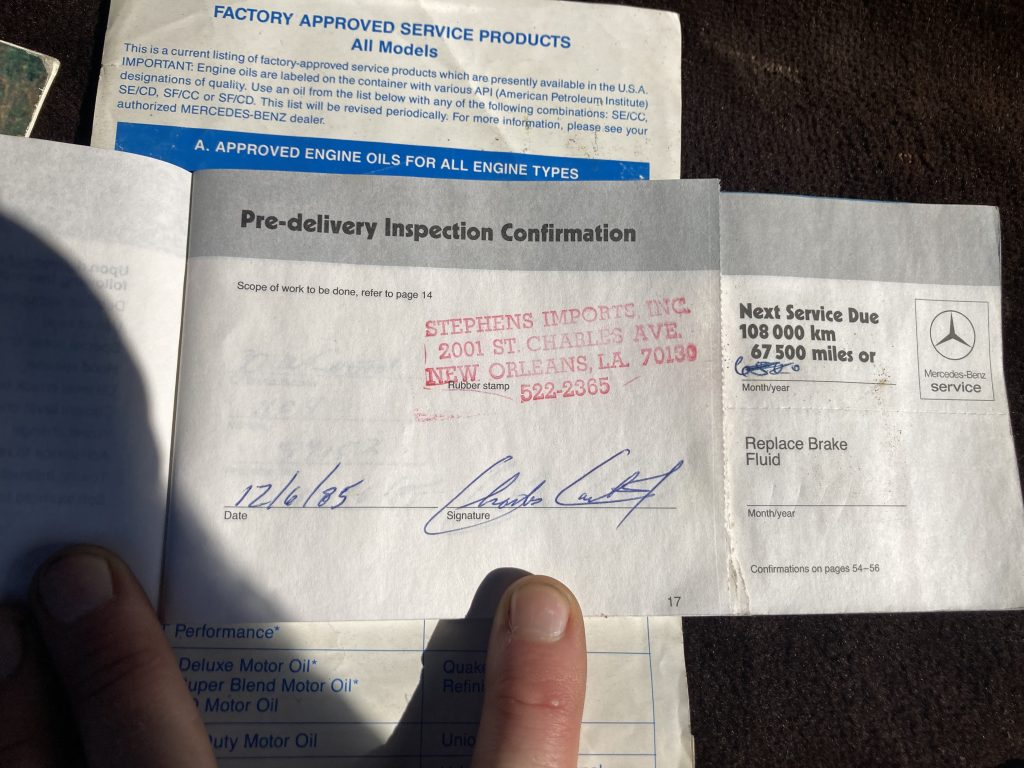 FACTORY APPROVED SERVICE PRODUCTS
All Models
This is a current listing of factory-approved service products which are presently available in the U.S.A.
IMPORTANT: Engine oils are labeled on the container with various API (American Petroleum Institute)
designations of quality. Use an oil from the list below with any of the following combinations: SE/CC,
SE/CD, SF/CC or SF/CD. This list will be revised periodically. For more information, please see your
authorized MERCEDES-BENZ dealer.
A. APPROVED ENGINE OILS FOR ALL ENGINE TYPES
Pre-delivery Inspection Confirmation
Scope of work to be done, refer to page 14
STEPHENS IMPORTS, INC.
2001 ST. CHARLES AVE.
NEW ORLEANS, LA. 70130
522-2365
Rubber stamp
12/6/85
Date
Charles
Signature
17
Next Service Due
108 000 km
67 500 miles or
Month/year
Mercedes-Benz
service
Replace Brake
Fluid
Month/year
Confirmations on pages 54–56
Performance*
Deluxe Motor Oil*
uper Blend Motor Oil*
Motor Oil
uty Motor Oil
Quak
Refin
Unio